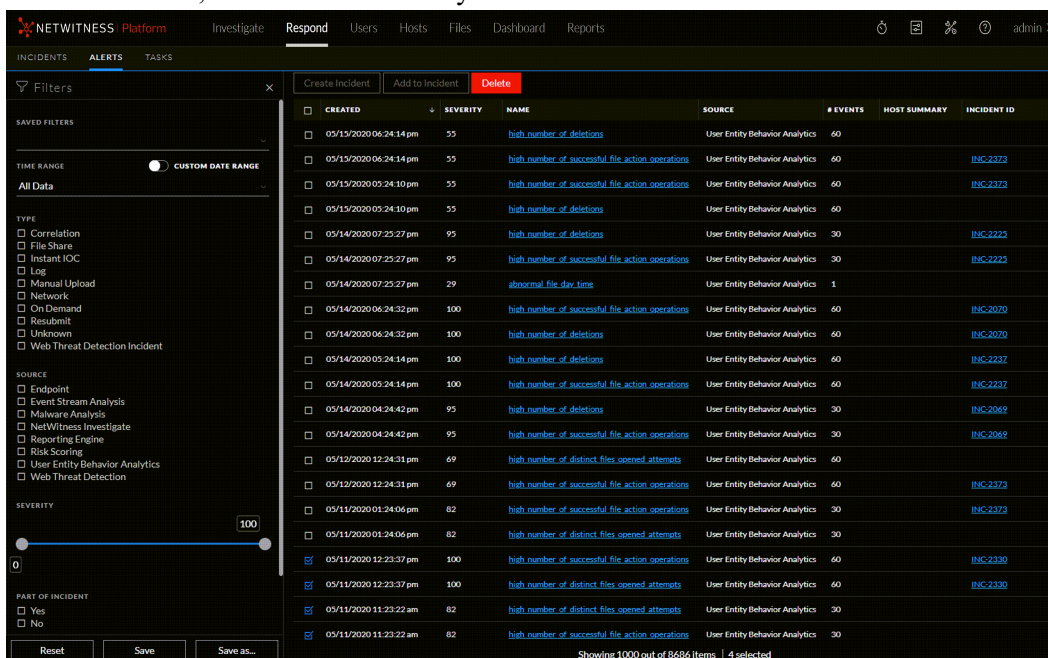 NETWITNESS Platform Investigate Respond Users Hosts Files Dashboard Reports admin
INCIDENTS ALERTS TASKS
Filters
SAVED FILTERS
TIME RANGE CUSTOM DATE RANGE
All Data
TYPE
Correlation
File Share
Instant IOC
Log
Manual Upload
Network
On Demand
Resubmit
Unknown
Web Threat Detection Incident
SOURCE
Endpoint
Event Stream Analysis
Malware Analysis
NetWitness Investigate
Reporting Engine
Risk Scoring
User Entity Behavior Analytics
Web Threat Detection
SEVERITY
100
0
PART OF INCIDENT
Yes
No
Reset Save Save as...
Create Incident Add to Incident Delete
CREATED SEVERITY NAME SOURCE # EVENTS HOST SUMMARY INCIDENT ID
05/15/2020 06:24:14 pm 55 high number of deletions User Entity Behavior Analytics 60
05/15/2020 06:24:14 pm 55 high number of successful file action operations User Entity Behavior Analytics 60 INC-2373
05/15/2020 05:24:10 pm 55 high number of successful file action operations User Entity Behavior Analytics 60 INC-2373
05/15/2020 05:24:10 pm 55 high number of deletions User Entity Behavior Analytics 60
05/14/2020 07:25:27 pm 95 high number of deletions User Entity Behavior Analytics 30 INC-2225
05/14/2020 07:25:27 pm 95 high number of successful file action operations User Entity Behavior Analytics 30 INC-2225
05/14/2020 07:25:27 pm 29 abnormal file day time User Entity Behavior Analytics 1
05/14/2020 06:24:32 pm 100 high number of successful file action operations User Entity Behavior Analytics 60 INC-2070
05/14/2020 06:24:32 pm 100 high number of deletions User Entity Behavior Analytics 60 INC-2070
05/14/2020 05:24:14 pm 100 high number of deletions User Entity Behavior Analytics 60 INC-2237
05/14/2020 05:24:14 pm 100 high number of successful file action operations User Entity Behavior Analytics 60 INC-2237
05/14/2020 04:24:42 pm 95 high number of deletions User Entity Behavior Analytics 30 INC-2069
05/14/2020 04:24:42 pm 95 high number of successful file action operations User Entity Behavior Analytics 30 INC-2069
05/12/2020 12:24:31 pm 69 high number of distinct files opened attempts User Entity Behavior Analytics 60
05/12/2020 12:24:31 pm 69 high number of successful file action operations User Entity Behavior Analytics 60 INC-2373
05/11/2020 01:24:06 pm 82 high number of successful file action operations User Entity Behavior Analytics 30 INC-2373
05/11/2020 01:24:06 pm 82 high number of distinct files opened attempts User Entity Behavior Analytics 30
05/11/2020 12:23:37 pm 100 high number of successful file action operations User Entity Behavior Analytics 60 INC-2330
05/11/2020 12:23:37 pm 100 high number of distinct files opened attempts User Entity Behavior Analytics 60 INC-2330
05/11/2020 11:23:22 am 82 high number of distinct files opened attempts User Entity Behavior Analytics 30
05/11/2020 11:23:22 am 82 high number of successful file action operations User Entity Behavior Analytics 30
Showing 1000 out of 8686 items | 4 selected